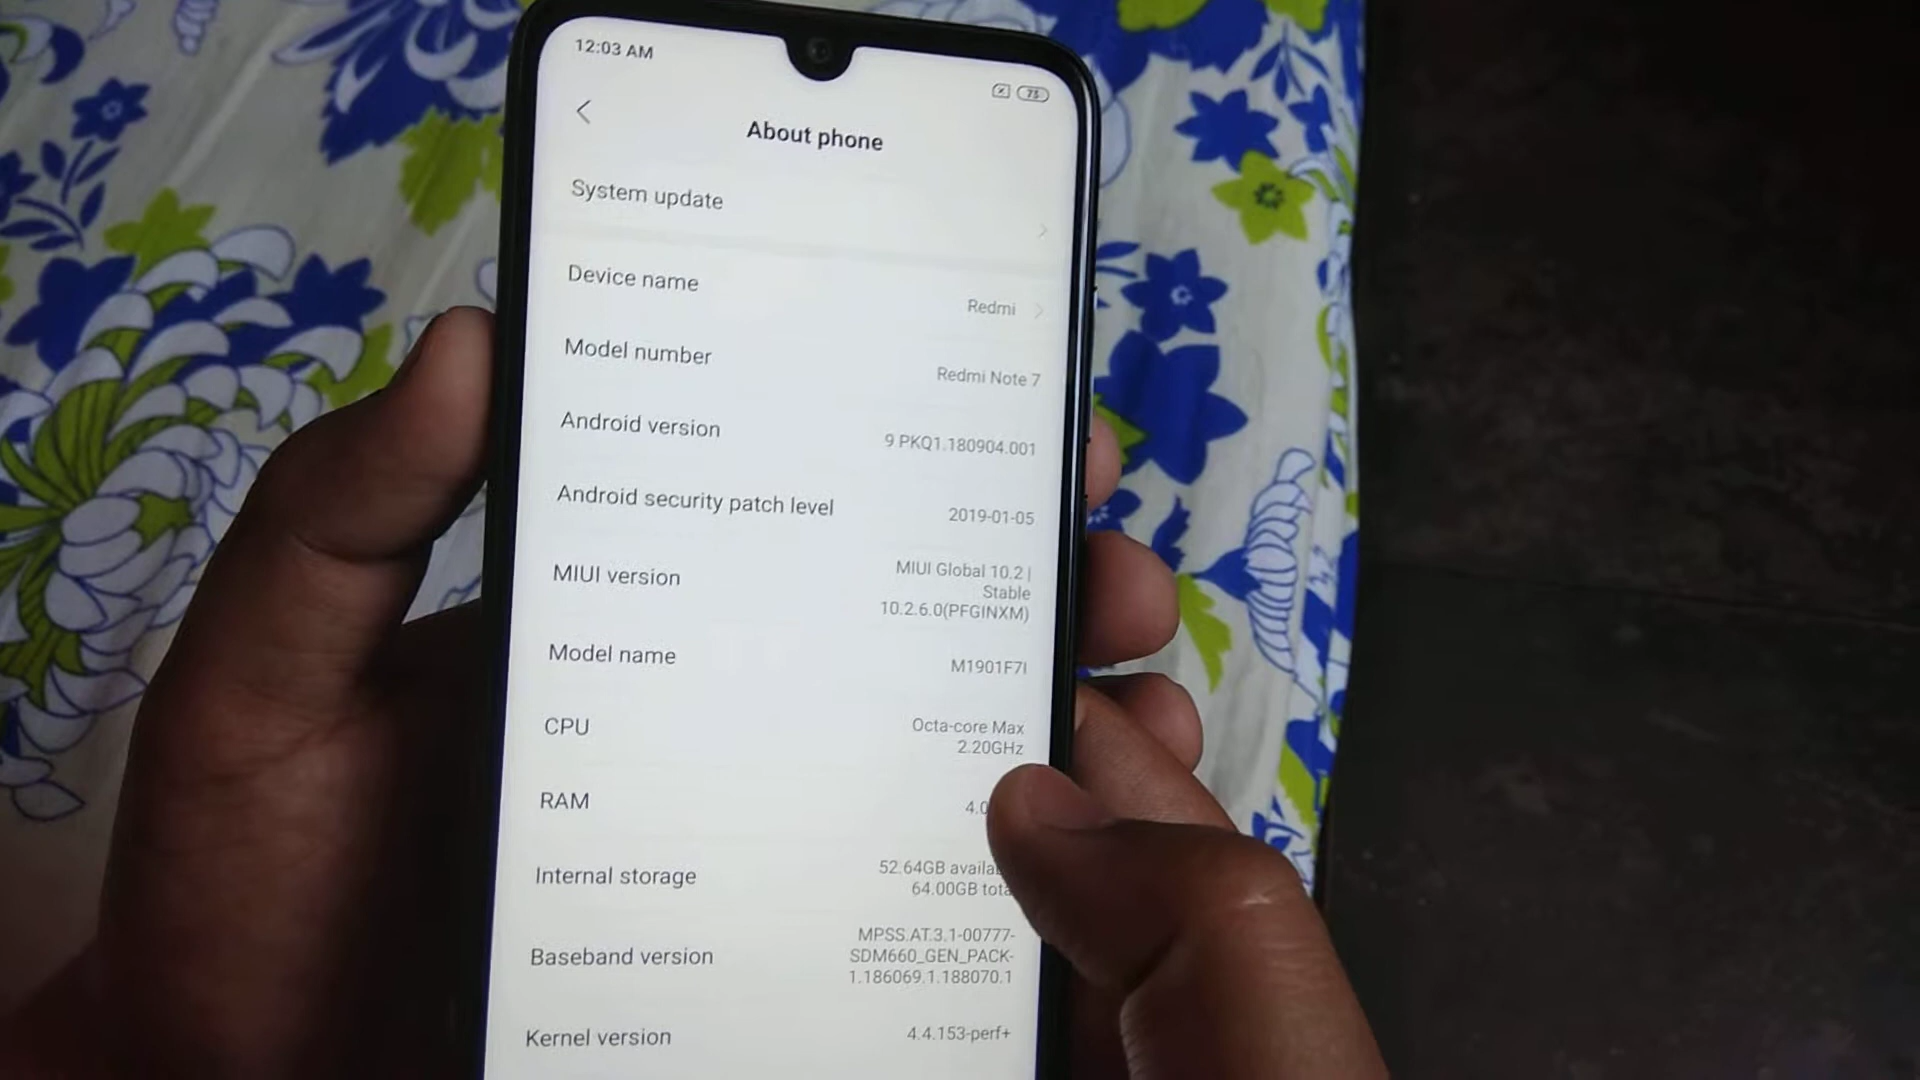 12:03 AM
73
About phone
System update
Device name
Redmi
Model number
Redmi Note 7
Android version
9 PKQ1.180904.001
Android security patch level
2019-01-05
MIUI version
MIUI Global 10.2 |
Stable
10.2.6.0(PFGINXM)
Model name
M1901F7I
CPU
Octa-core Max
2.20GHz
RAM
4.0
Internal storage
52.64GB
64.00GB
Baseband version
MPSS.AT.3.1-00777-
SDM660_GEN_PACK-
1.186069.1.188070.1
Kernel version
4.4.153-perf+